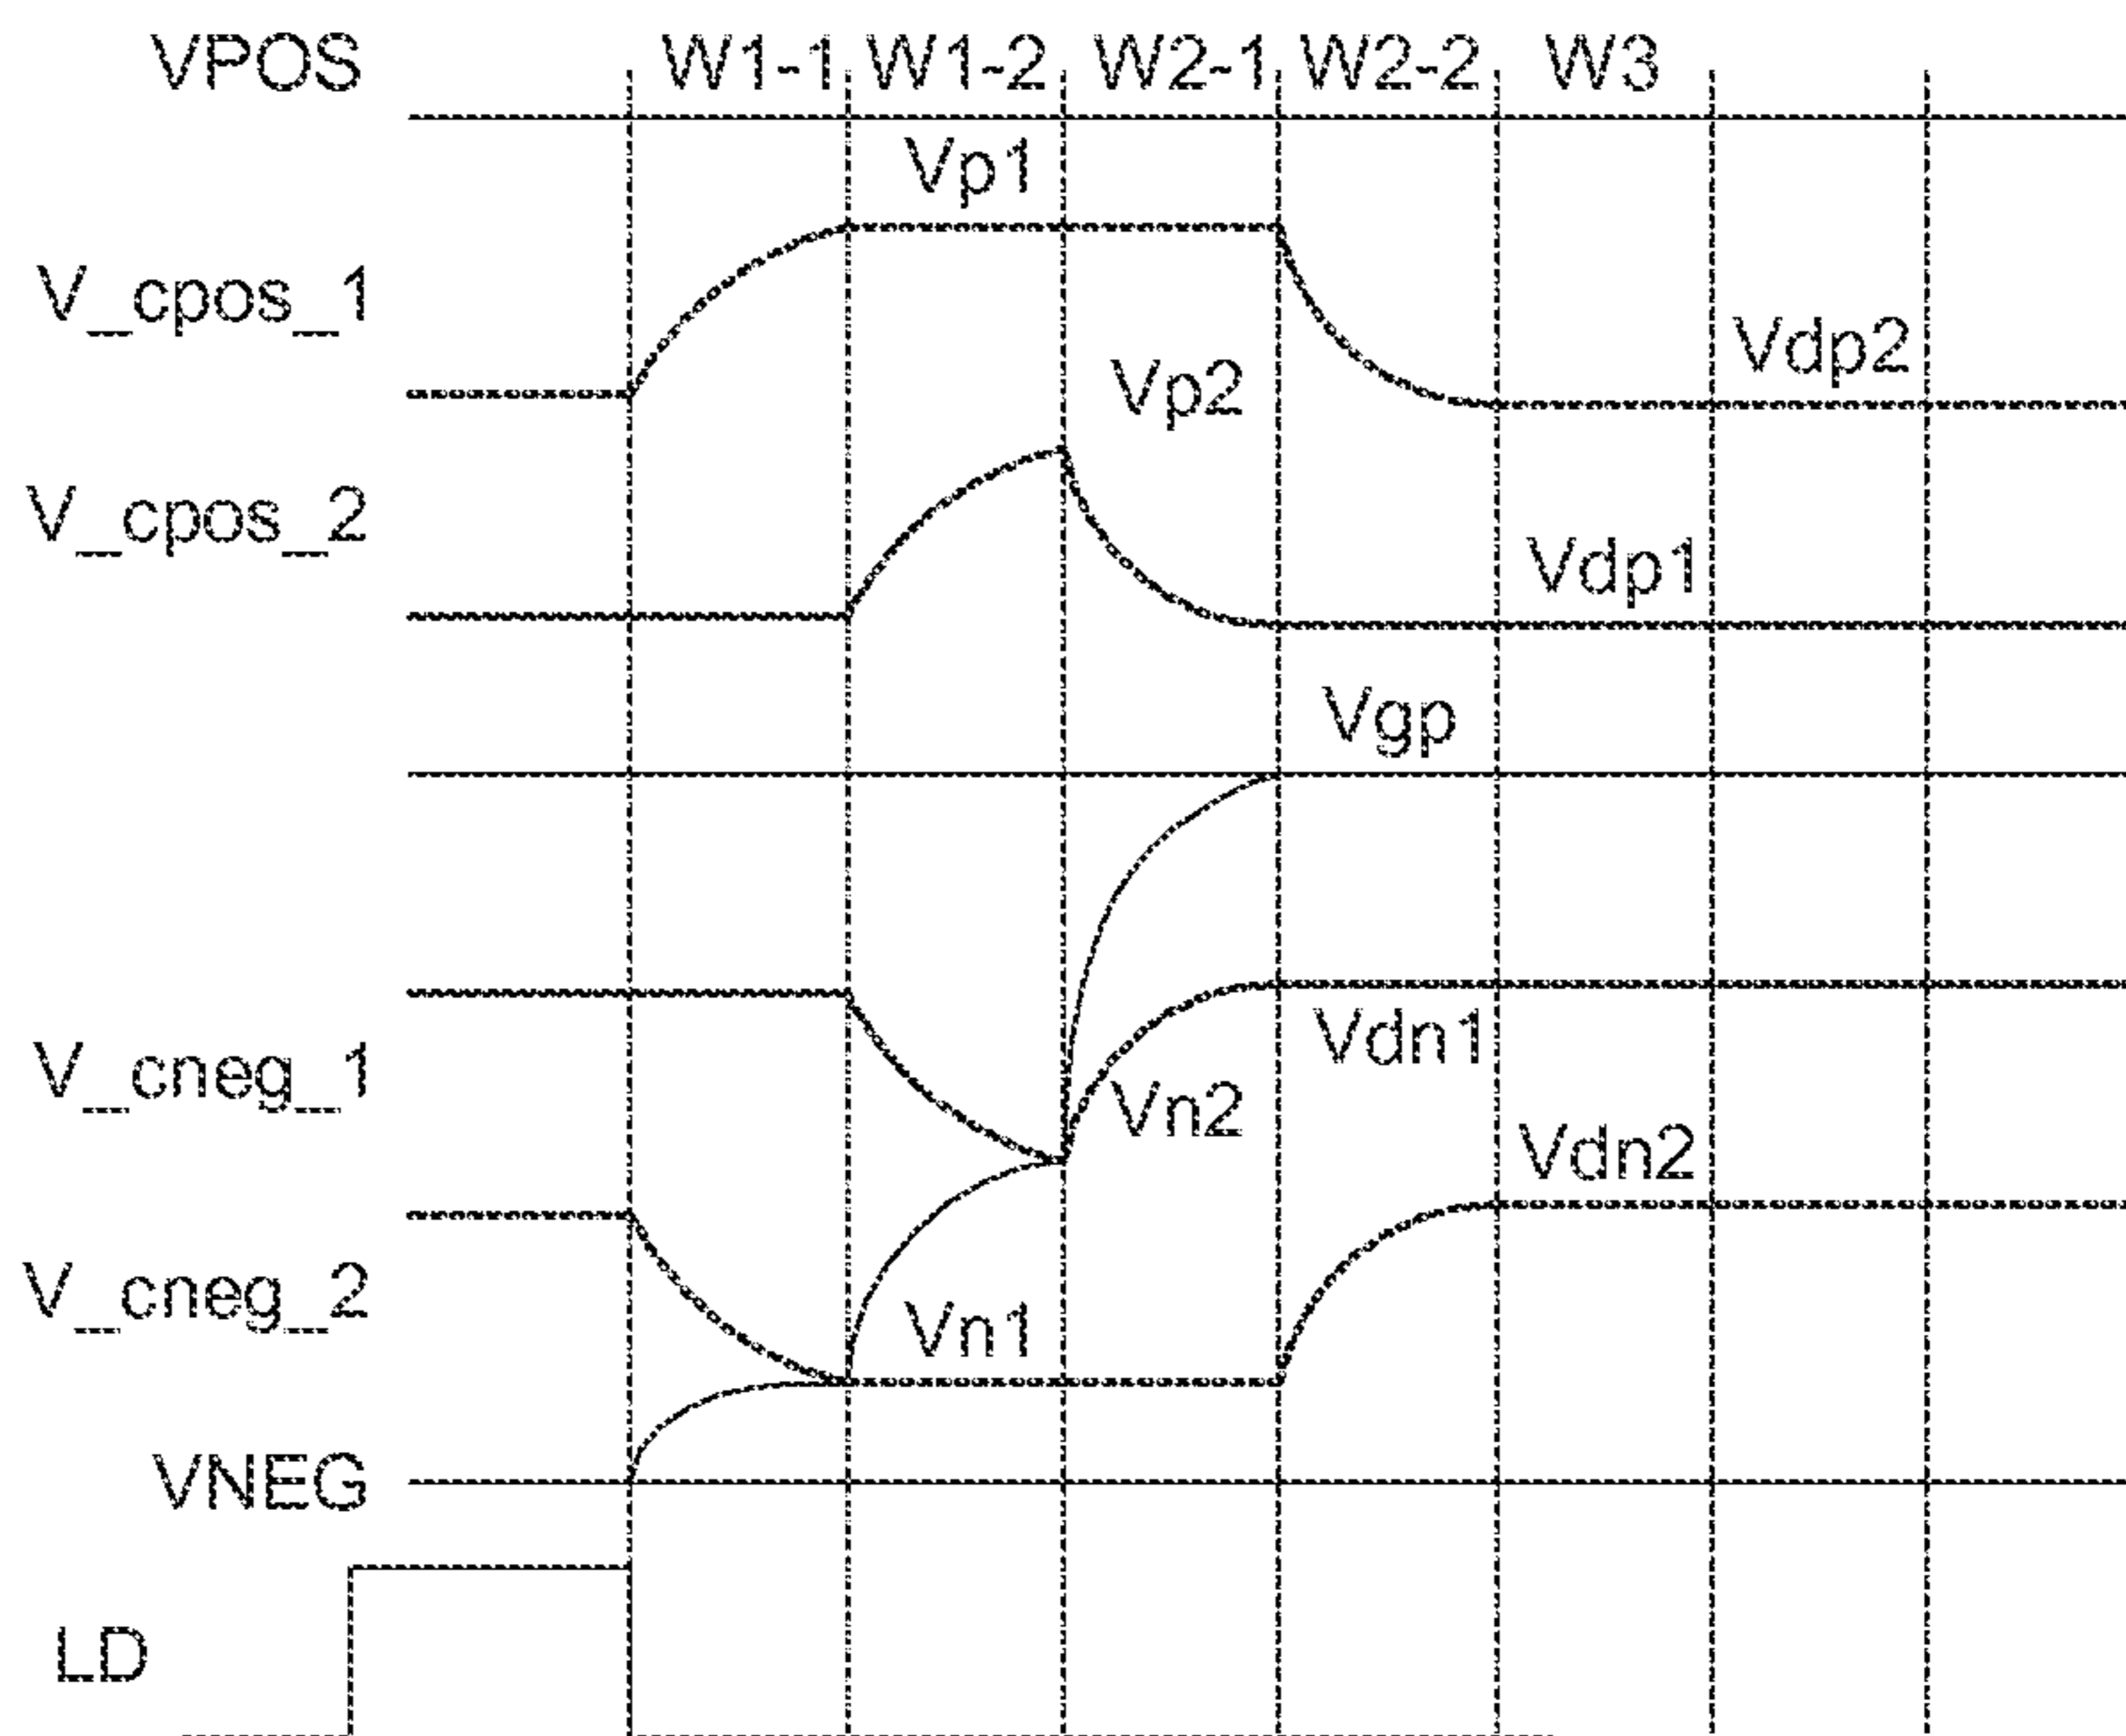 VPOS W1-1 W1-2 W2-1 W2-2 W3
Vp1
V_cpos_1
Vdp2
Vp2
V_cpos_2
Vdp1
Vgp
Vdn1
V_cneg_1
Vn2
Vdn2
V_cneg_2
Vn1
VNEG
LD